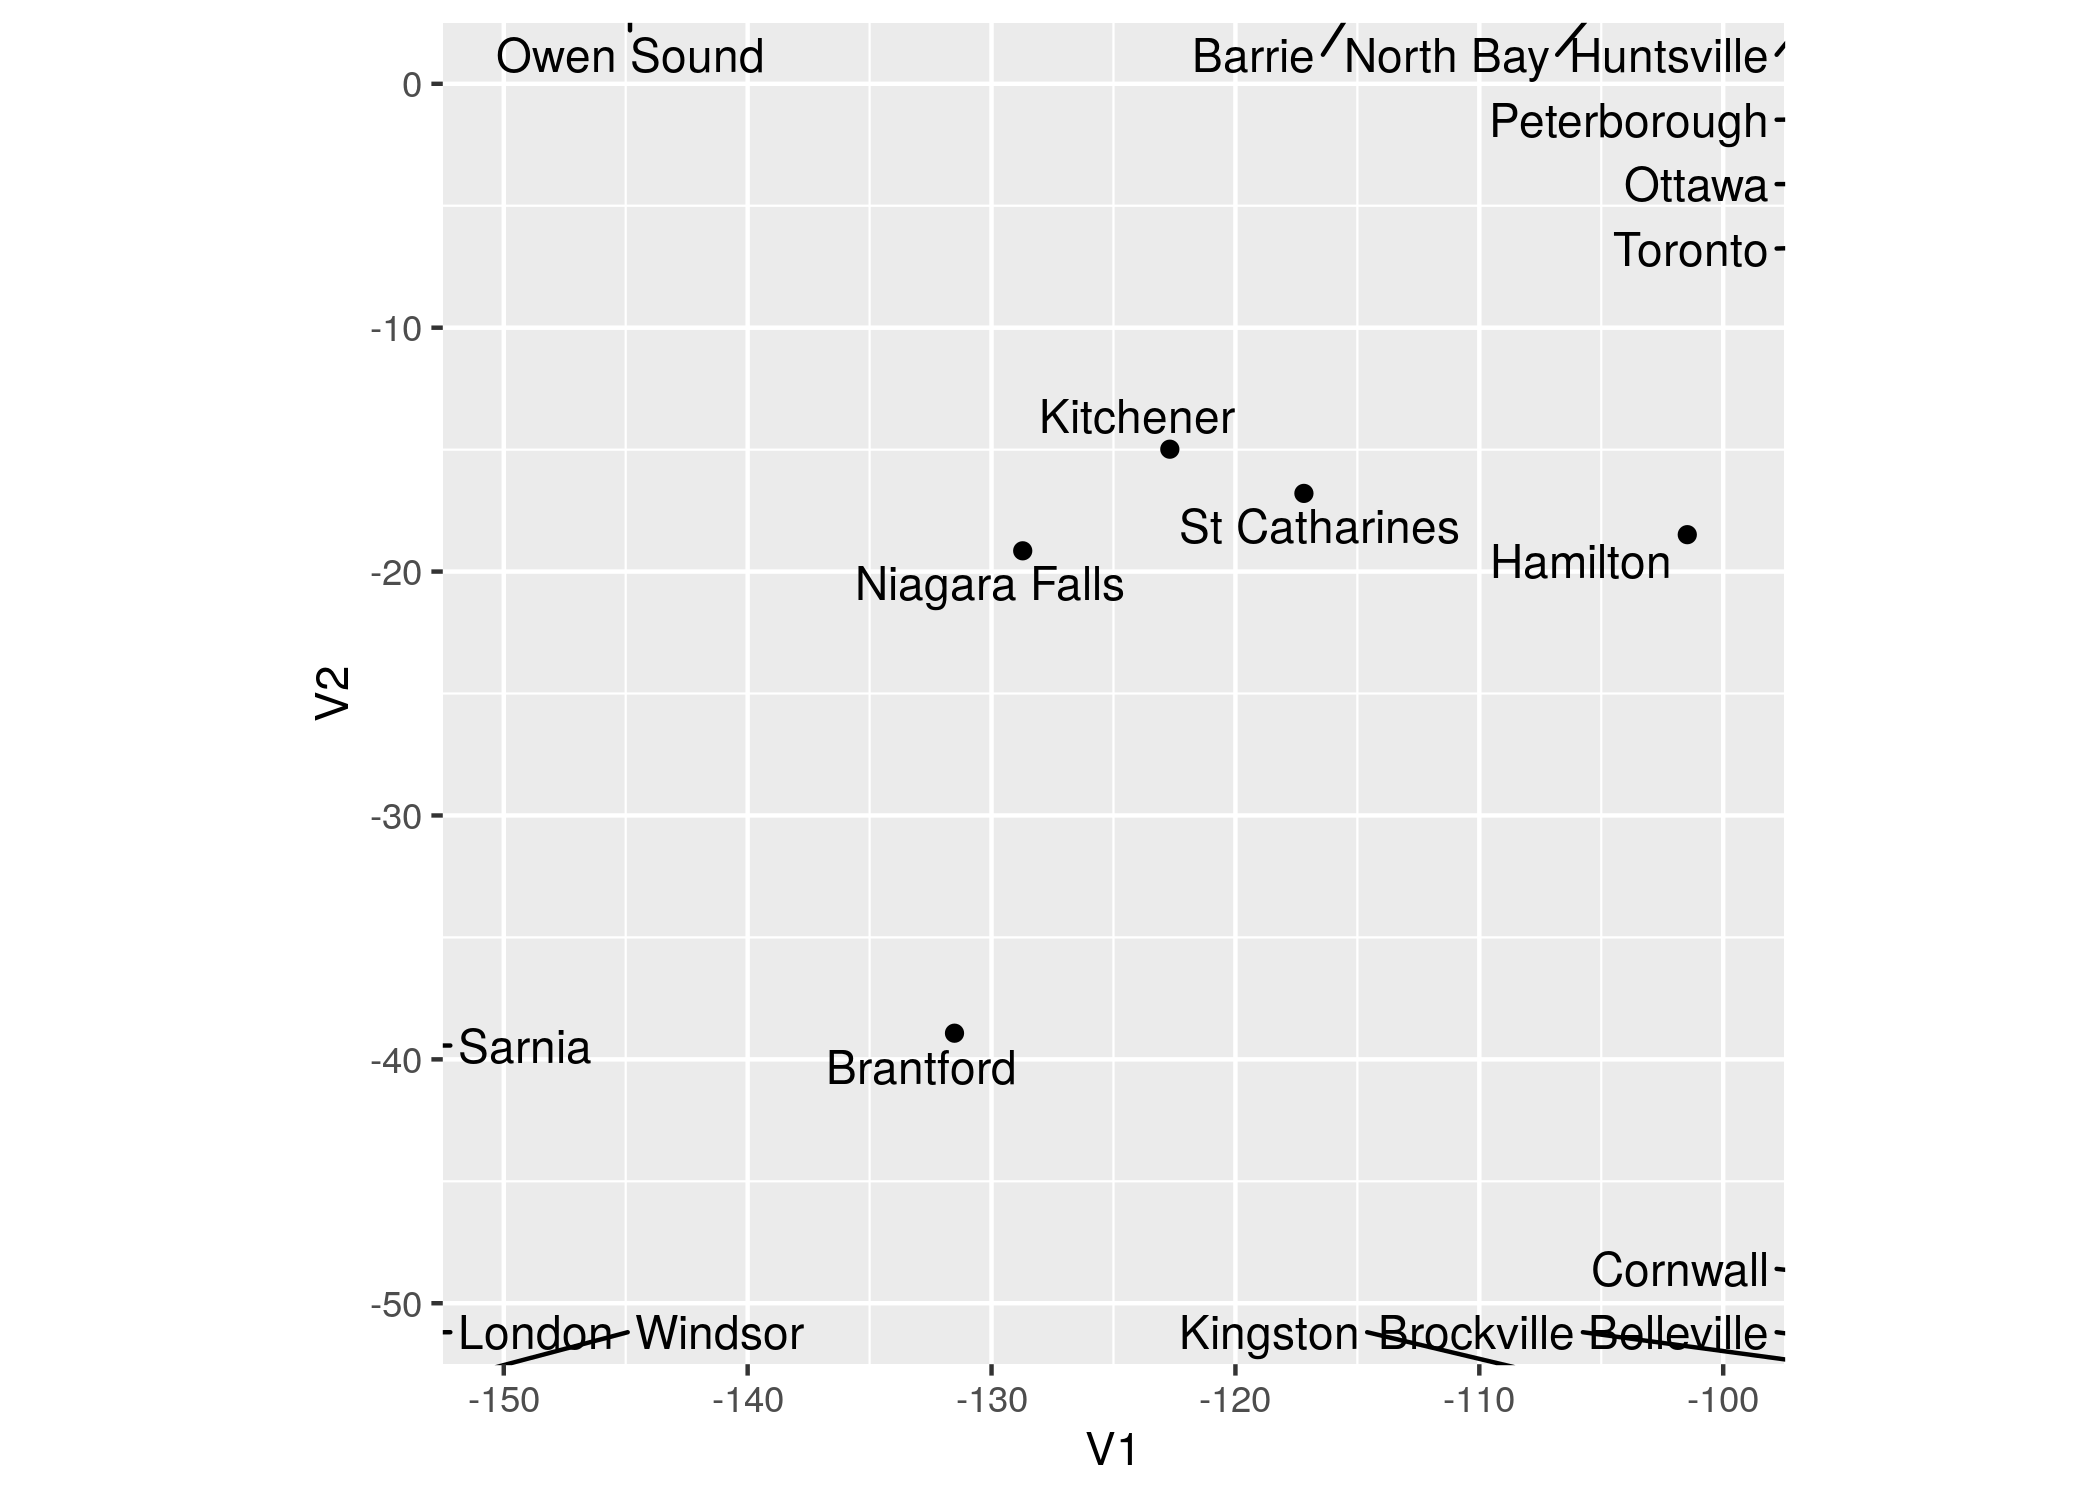 Owen Sound Barrie North Bay Huntsville
0
Peterborough
Ottawa
Toronto
-10
Kitchener
St Catharines
Hamilton
-20
Niagara Falls
V2
-30
Sarnia
-40
Brantford
Cornwall
-50
London Windsor Kingston Brockville Belleville
-150 -140 -130 -120 -110 -100
V1